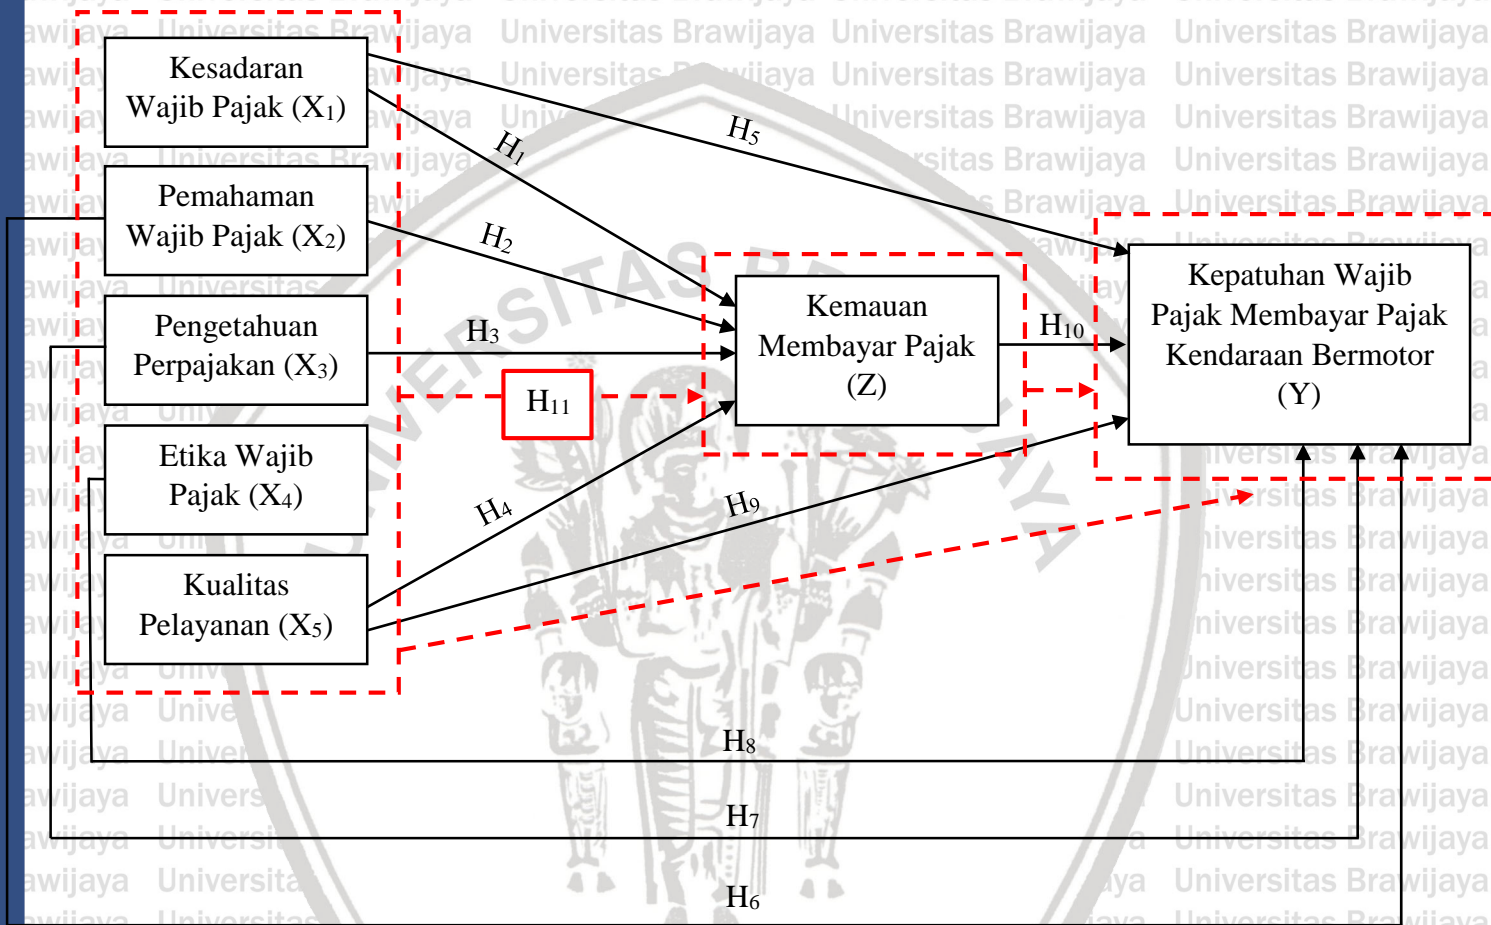 Kesadaran
Wajib Pajak (X₁)
Pemahaman
Wajib Pajak (X₂)
Pengetahuan
Perpajakan (X₃)
Etika Wajib
Pajak (X₄)
Kualitas
Pelayanan (X₅)
H₁
H₂
H₃
H₄
H₅
H₁₁
Kemauan
Membayar Pajak
(Z)
H₁₀
H₉
Kepatuhan Wajib
Pajak Membayar Pajak
Kendaraan Bermotor
(Y)
H₈
H₇
H₆
Universitas Brawijaya